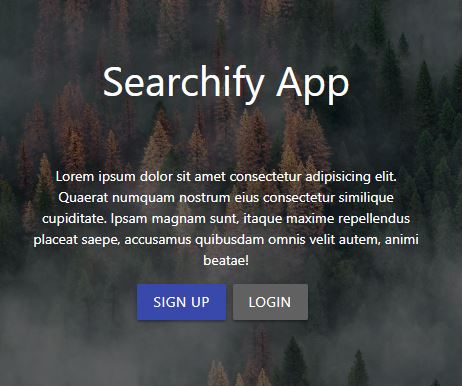 Searchify App
Lorem ipsum dolor sit amet consectetur adipisicing elit.
Quaerat numquam nostrum eius consectetur similique
cupiditate. Ipsam magnam sunt, itaque maxime repellendus
placeat saepe, accusamus quibusdam omnis velit autem, animi
beatae!
SIGN UP LOGIN